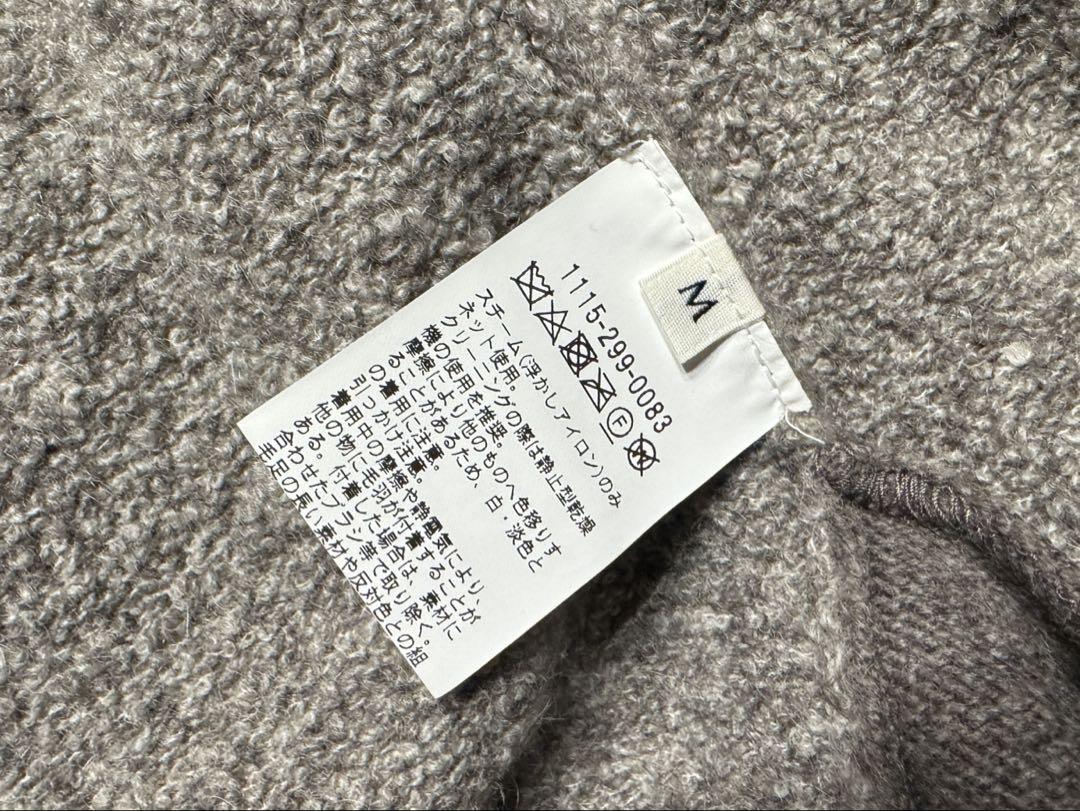 M
1115-299-0083
スチーム(浮かしアイロン)のみ
ネット使用。
クリーニングの際は静止型乾燥
機の使用を推奨。
摩擦により他のものへ色移りす
ることがあるため、白・淡色と
の着用に注意。
引っかけ注意。
着用中の摩擦や静電気により、
他の物に毛羽が付着することが
ある。付着した場合は、素材に
合わせたブラシ等で取り除く。
毛足の長い素材や反対色との組